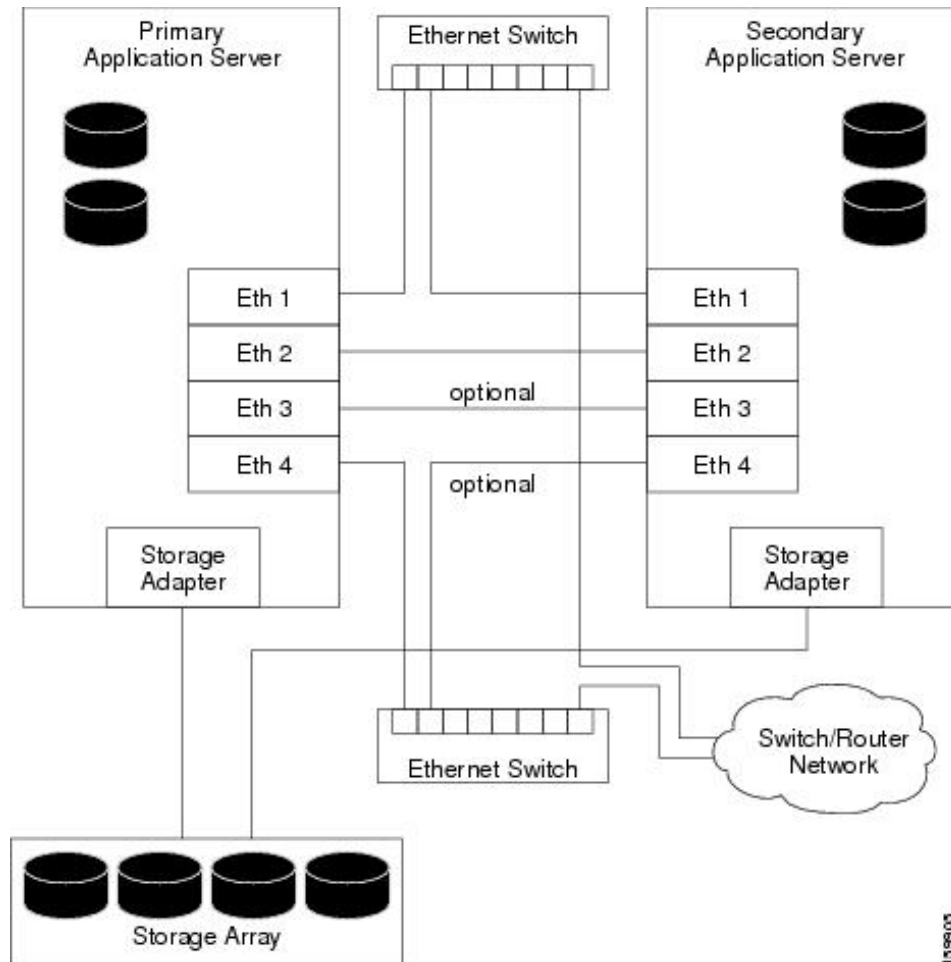 Primary
Application Server
Ethernet Switch
Secondary
Application Server
Eth 1
Eth 1
Eth 2
Eth 2
optional
Eth 3
Eth 3
Eth 4
Eth 4
optional
Storage
Adapter
Storage
Adapter
Switch/Router
Network
Ethernet Switch
Storage Array